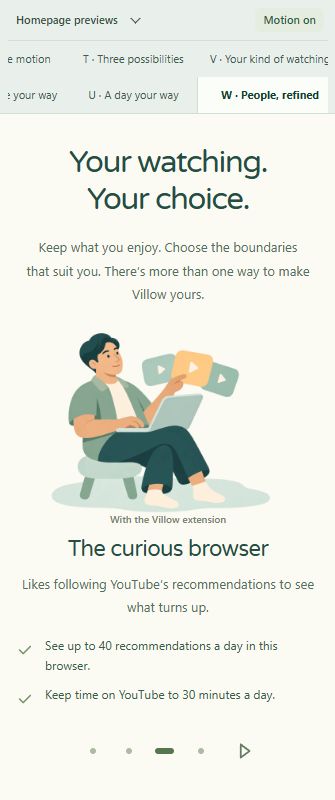 Homepage previews
Motion on
e motion T · Three possibilities V · Your kind of watching
e your way U · A day your way W · People, refined
Your watching.
Your choice.
Keep what you enjoy. Choose the boundaries
that suit you. There's more than one way to make
Villow yours.
With the Villow extension
The curious browser
Likes following YouTube's recommendations to see
what turns up.
See up to 40 recommendations a day in this
browser.
Keep time on YouTube to 30 minutes a day.